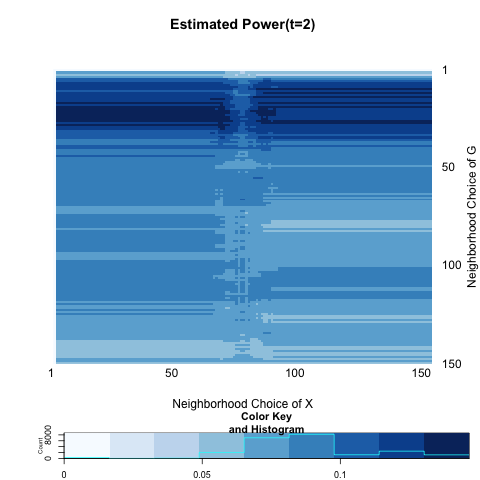 Estimated Power(t=2)
1
50
100
150
Neighborhood Choice of G
1 50 100 150
Neighborhood Choice of X
Color Key
and Histogram
Count
0 8000
0 0.05 0.1